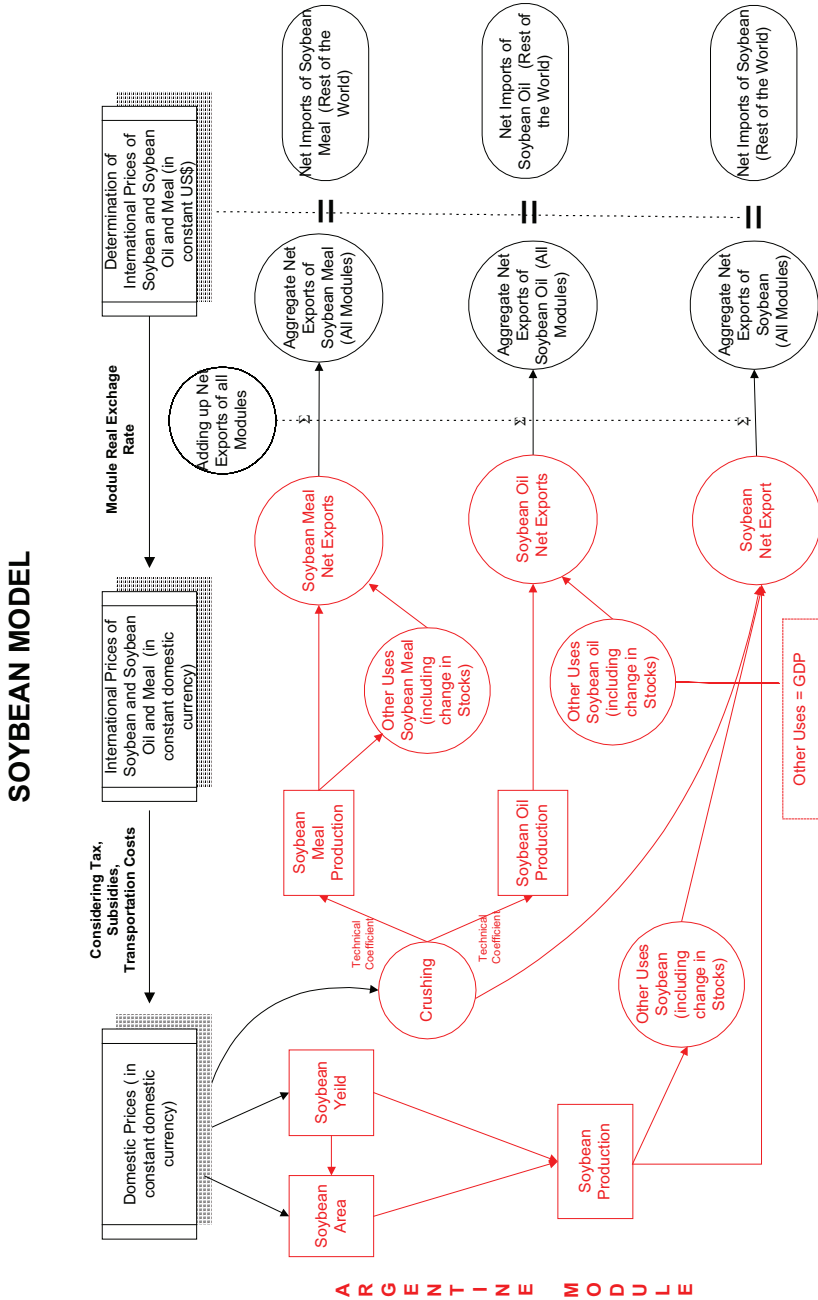 SOYBEAN MODEL
Domestic Prices ( in
constant domestic
currency)
Considering Tax,
Subsidies,
Transportation Costs
International Prices of
Soybean and Soybean
Oil and Meal (in
constant domestic
currency)
Module Real Exchage
Rate
Determination of
International Prices of
Soybean and Soybean
Oil and Meal (in
constant US$)
Adding up Net
Exports of all
Modules
Soybean
Area
Soybean
Yeild
Crushing
Technical
Coefficient
Technical
Coefficient
Soybean
Meal
Production
Other Uses
Soybean Meal
(including
change in
Stocks)
Soybean Meal
Net Exports
Σ
Aggregate Net
Exports of
Soybean Meal
(All Modules)
=
Net Imports of Soybean
Meal (Rest of the
World)
Soybean Oil
Production
Other Uses
Soybean oil
(including
change in
Stocks)
Soybean Oil
Net Exports
Σ
Aggregate Net
Exports of
Soybean Oil (All
Modules)
=
Net Imports of
Soybean Oil (Rest of
the World)
Soybean
Production
Other Uses
Soybean
(including
change in
Stocks)
Soybean
Net Export
Σ
Aggregate Net
Exports of
Soybean
(All Modules)
=
Net Imports of Soybean
(Rest of the World)
Other Uses = GDP
ARGENTINE MODULE